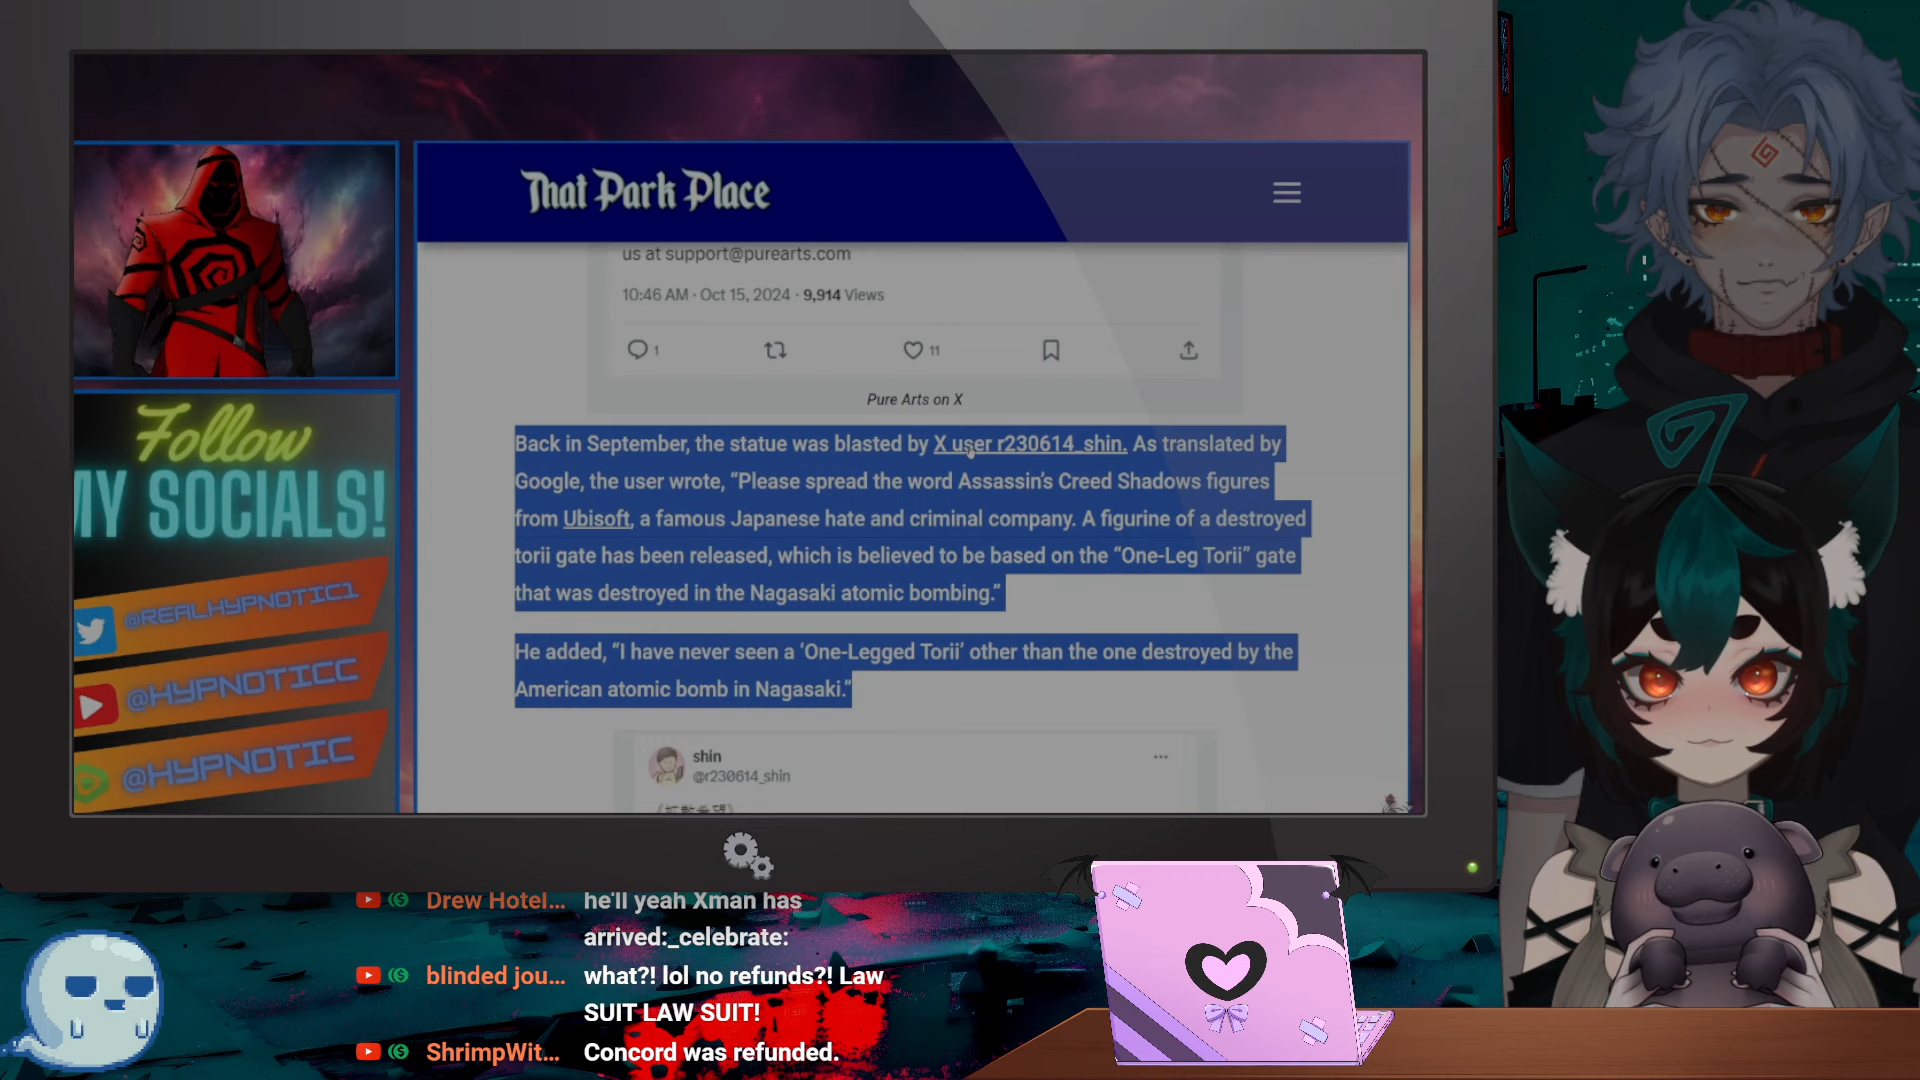 That Park Place
us at support@purearts.com
10:46 AM · Oct 15, 2024 · 9,914 Views
1
11
Pure Arts on X
Back in September, the statue was blasted by X user r230614_shin. As translated by
Google, the user wrote, “Please spread the word Assassin’s Creed Shadows figures
from Ubisoft, a famous Japanese hate and criminal company. A figurine of a destroyed
torii gate has been released, which is believed to be based on the “One-Leg Torii” gate
that was destroyed in the Nagasaki atomic bombing.”
He added, “I have never seen a ‘One-Legged Torii’ other than the one destroyed by the
American atomic bomb in Nagasaki.”
shin
@r230614_shin
Follow
MY SOCIALS!
@REALHYPNOTIC1
@HYPNOTICC
@HYPNOTIC
Drew Hotel... he'll yeah Xman has
arrived:_celebrate:
blinded jou... what?! lol no refunds?! Law
SUIT LAW SUIT!
ShrimpWit... Concord was refunded.